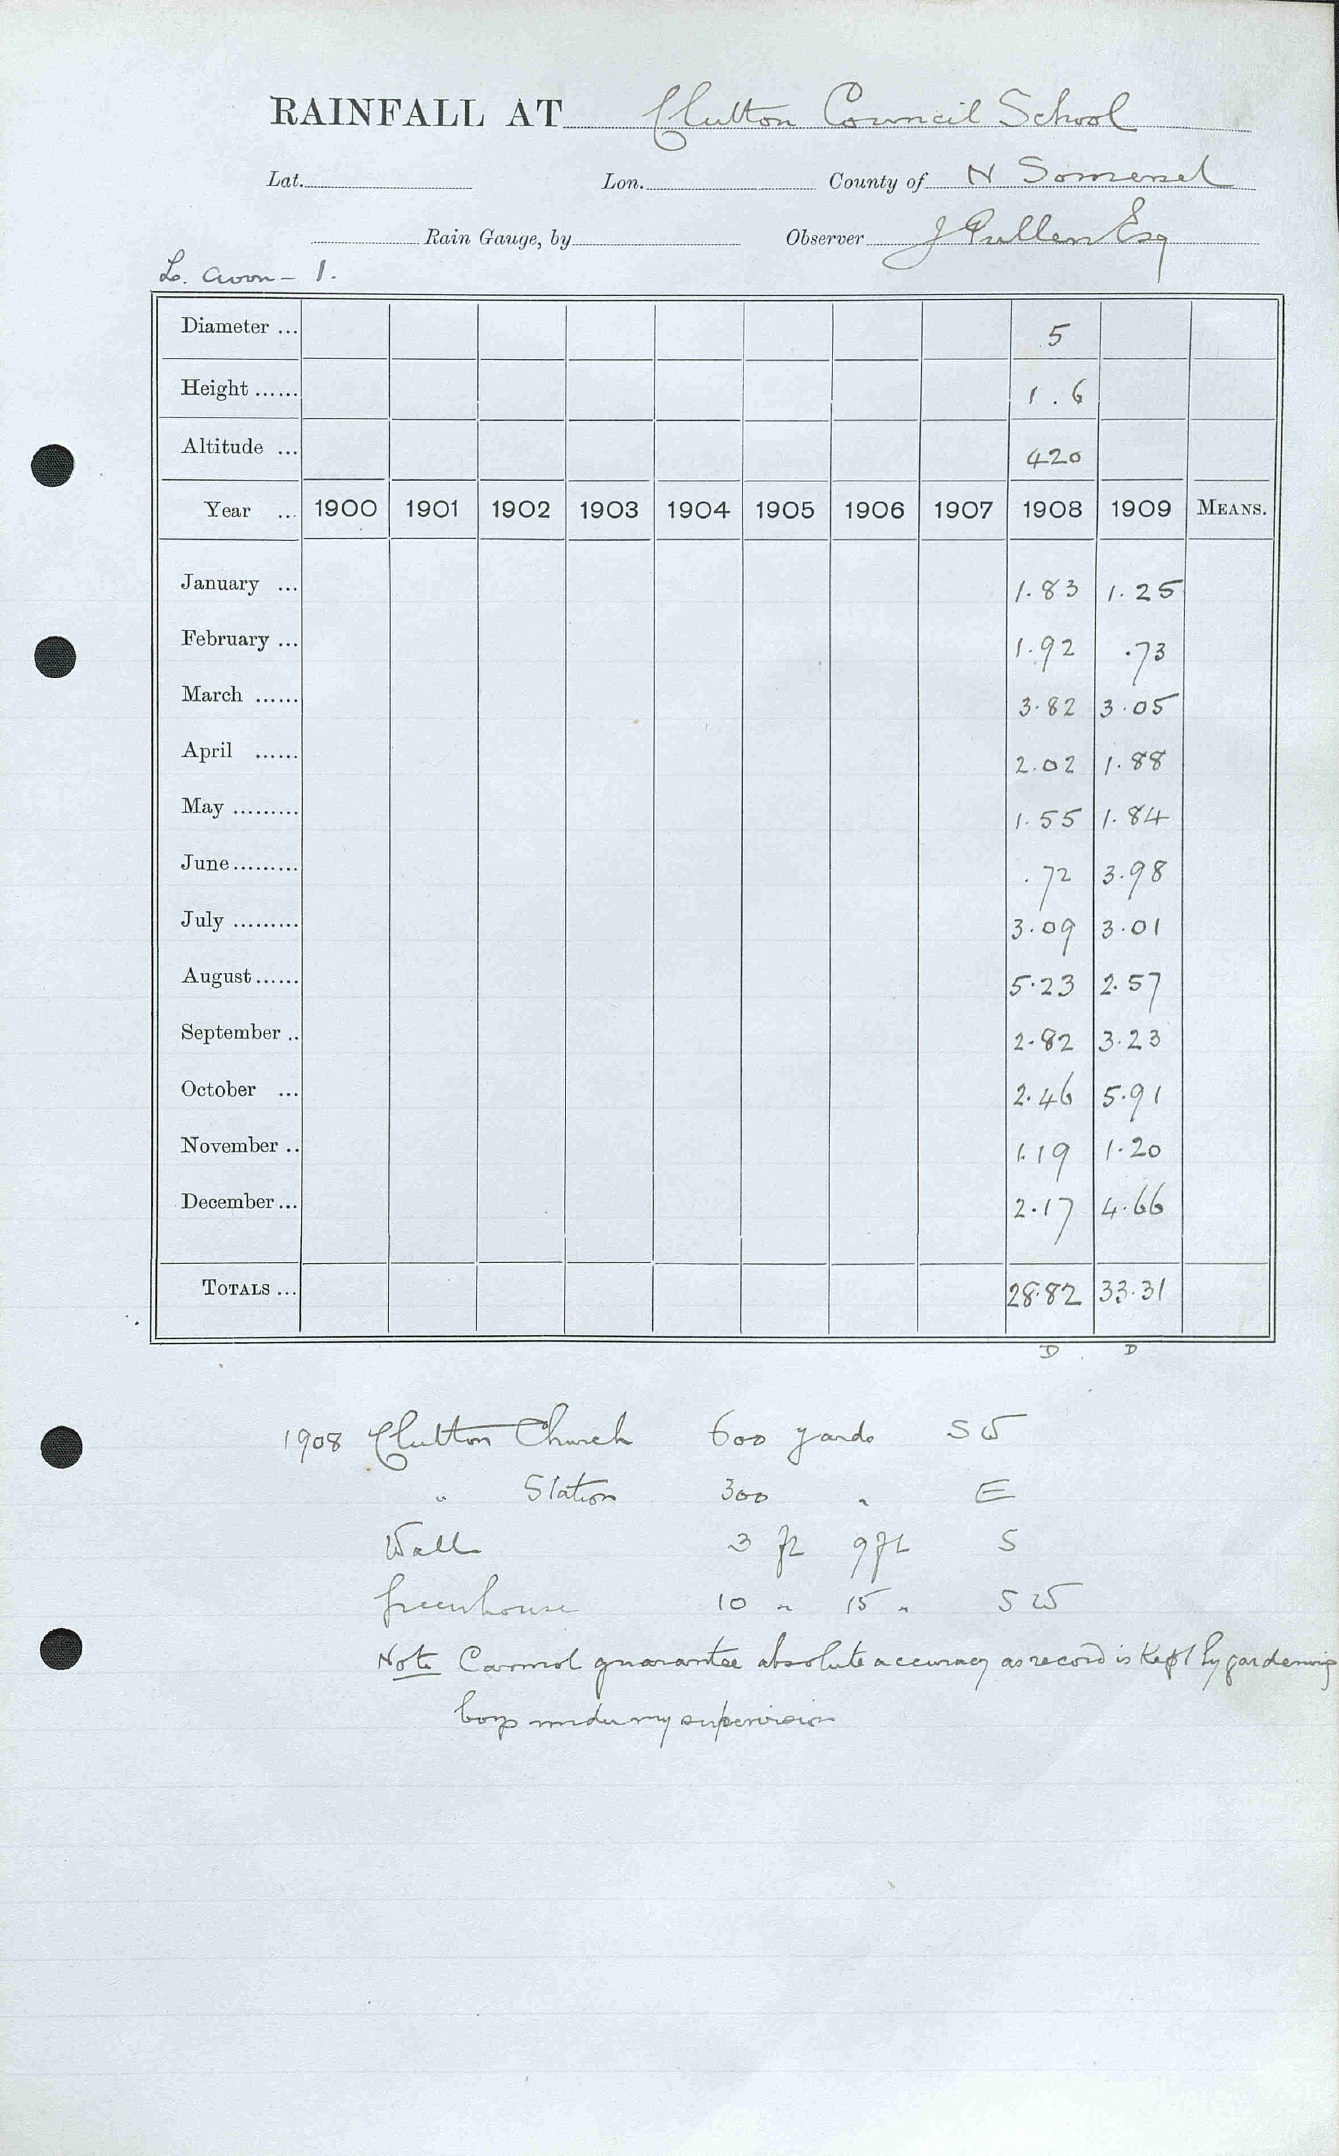 RAINFALL AT Clutton Council School
Lat. Lon. County of N Somerset
Rain Gauge, by Observer J Pullen Esq
L. Avon - 1.
Diameter ... 5
Height ...... 1.6
Altitude ... 420
Year ... 1900 1901 1902 1903 1904 1905 1906 1907 1908 1909 MEANS.
January ... 1.83 1.25
February ... 1.92 .73
March ...... 3.82 3.05
April ...... 2.02 1.88
May ......... 1.55 1.84
June ......... .72 3.98
July ......... 3.09 3.01
August ...... 5.23 2.57
September .. 2.82 3.23
October ... 2.46 5.91
November .. 1.19 1.20
December ... 2.17 4.66
TOTALS ... 28.82 33.31
D D
1908 Clutton Church 600 yards SW
" Station 300 " E
Wall 3 ft 9 ft S
Greenhouse 10 " 15 " SW
Note Cannot guarantee absolute accuracy as record is kept by gardening
boys under my supervision